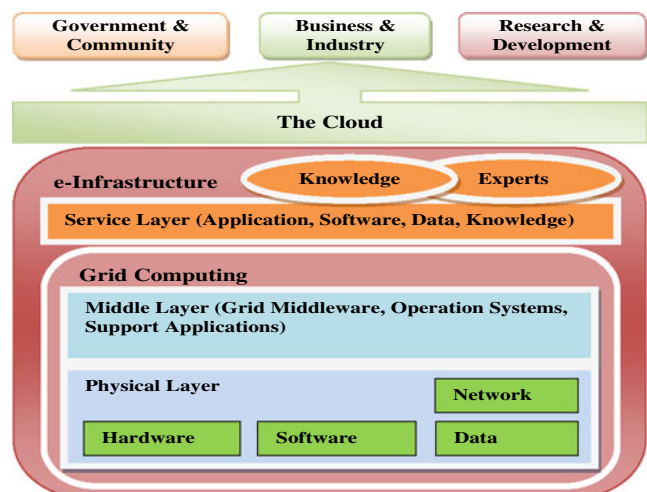 Government &
Community
Business &
Industry
Research &
Development
The Cloud
e-Infrastructure
Knowledge
Experts
Service Layer (Application, Software, Data, Knowledge)
Grid Computing
Middle Layer (Grid Middleware, Operation Systems,
Support Applications)
Physical Layer
Network
Hardware
Software
Data